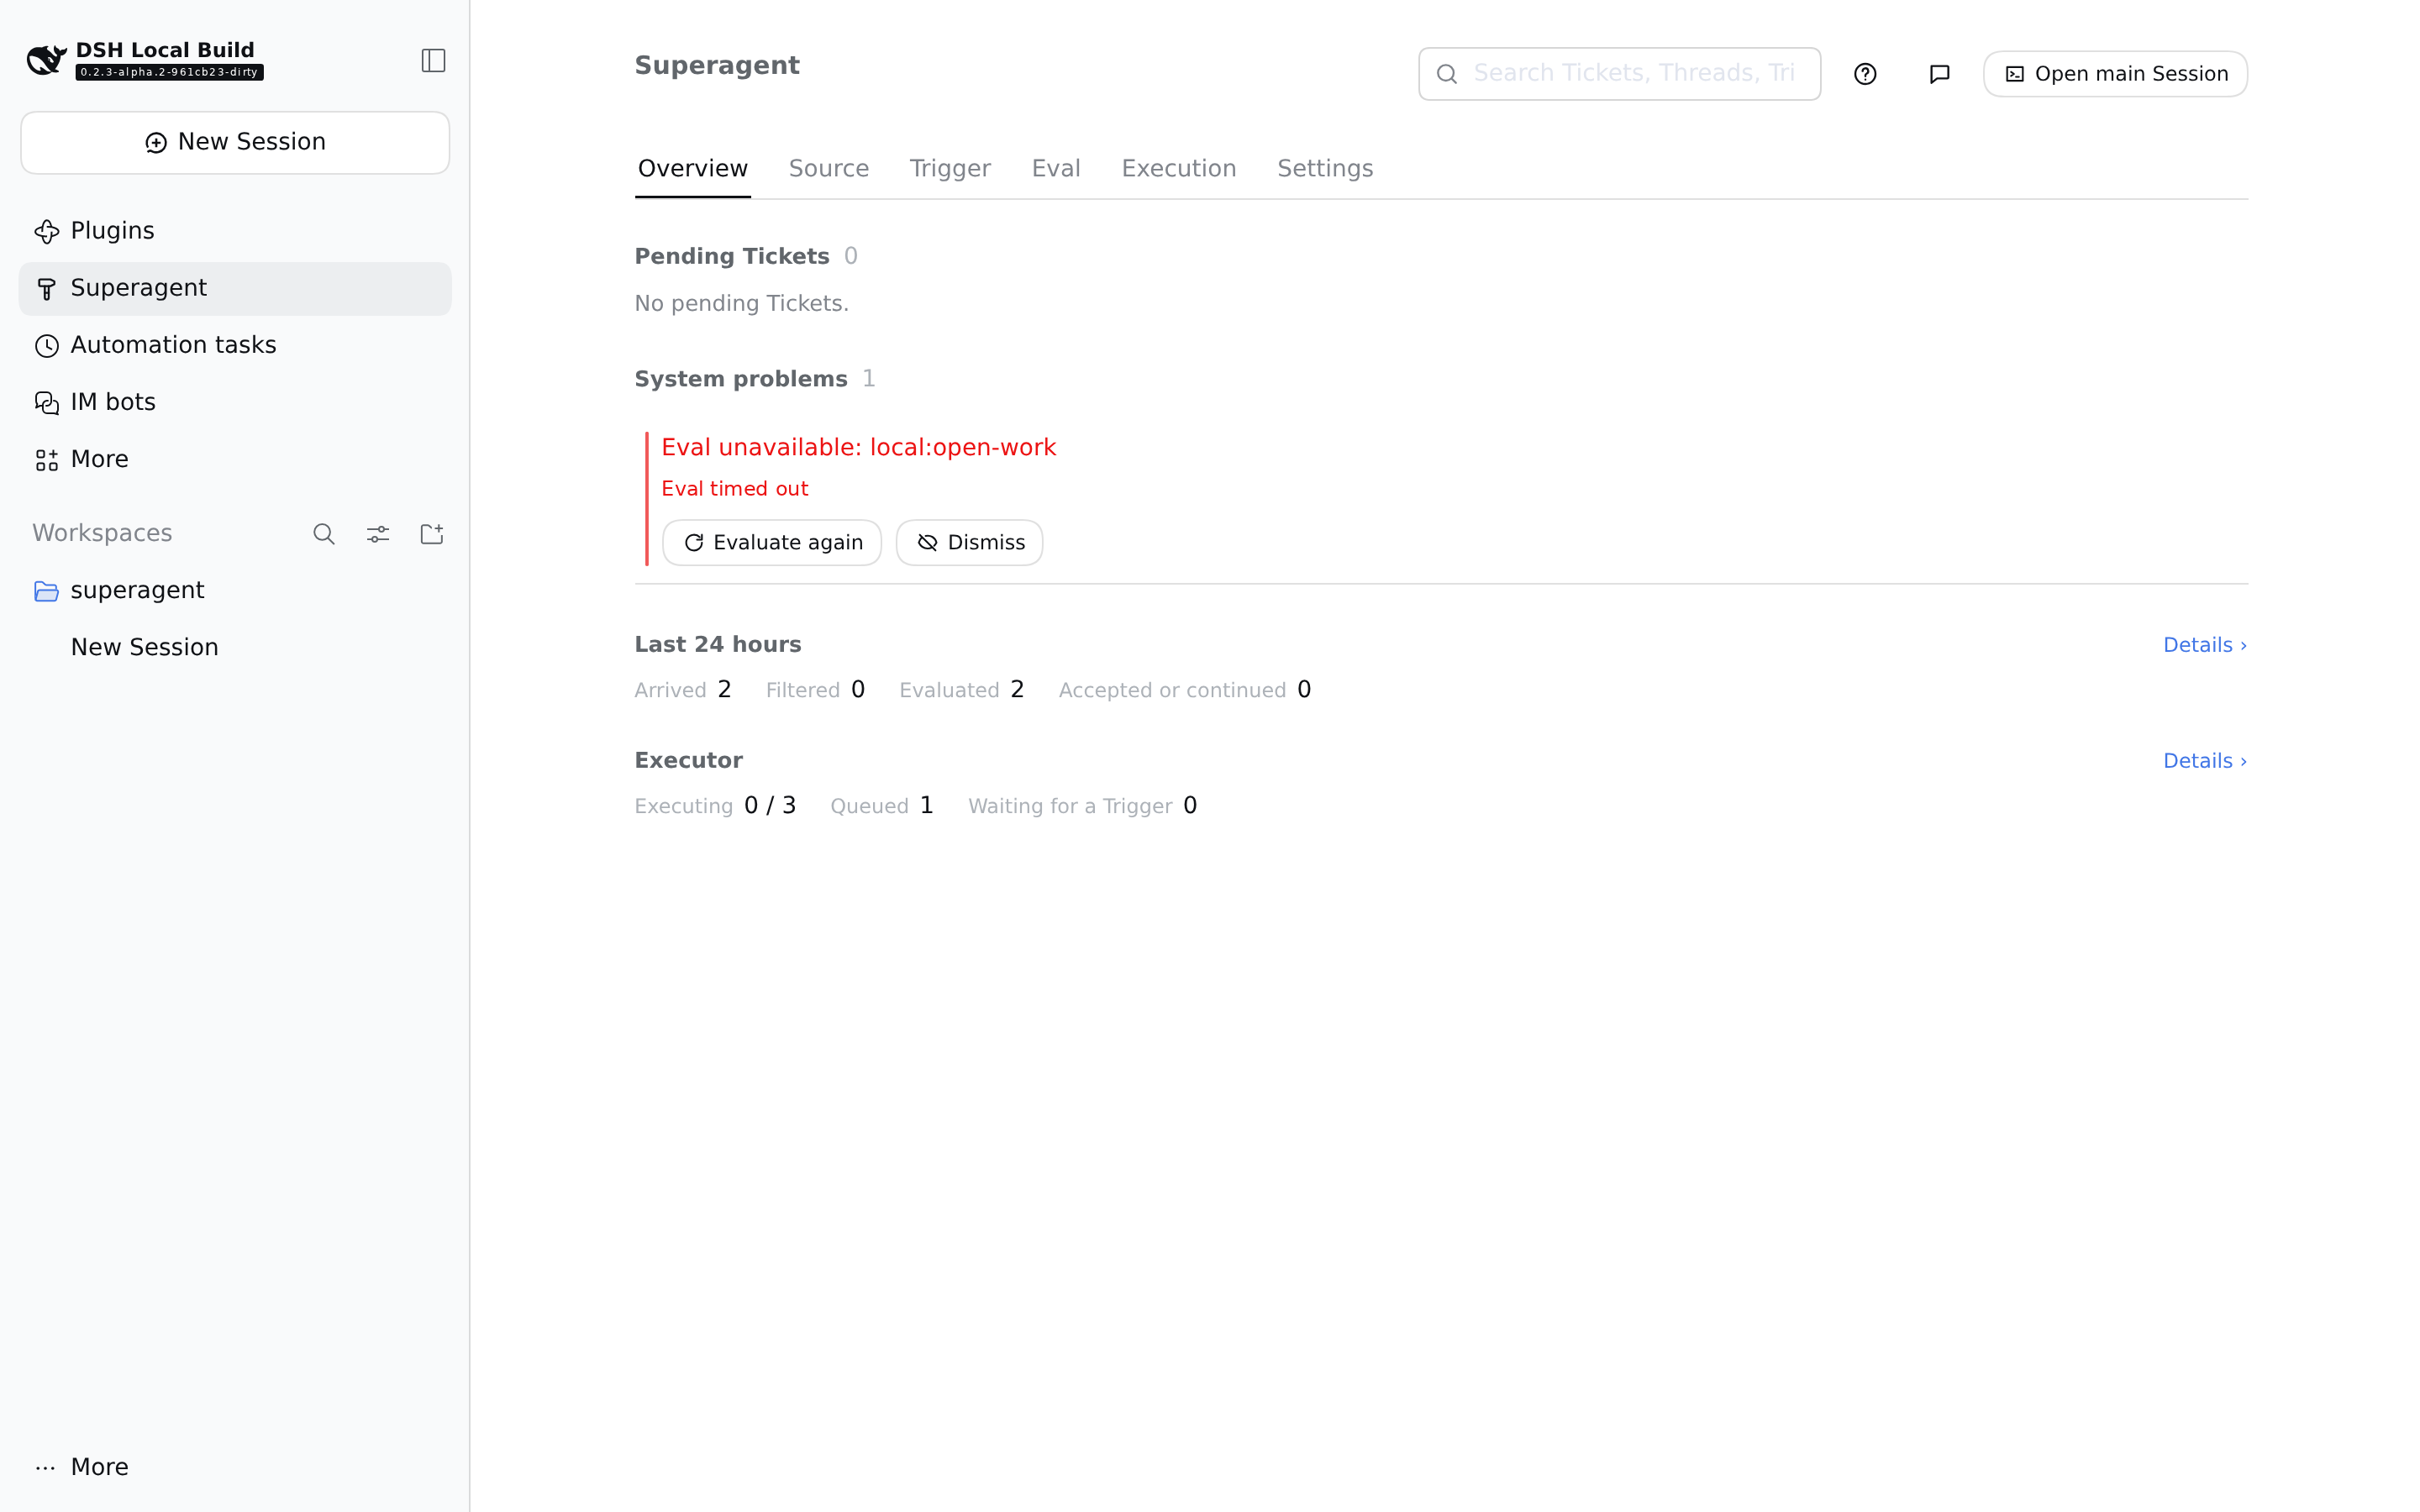 DSH Local Build
0.2.3-alpha.2-961cb23-dirty
New Session
Plugins
Superagent
Automation tasks
IM bots
More
Workspaces
superagent
New Session
More
Superagent
Search Tickets, Threads, Tri
Open main Session
Overview Source Trigger Eval Execution Settings
Pending Tickets 0
No pending Tickets.
System problems 1
Eval unavailable: local:open-work
Eval timed out
Evaluate again Dismiss
Last 24 hours Details ›
Arrived 2 Filtered 0 Evaluated 2 Accepted or continued 0
Executor Details ›
Executing 0 / 3 Queued 1 Waiting for a Trigger 0